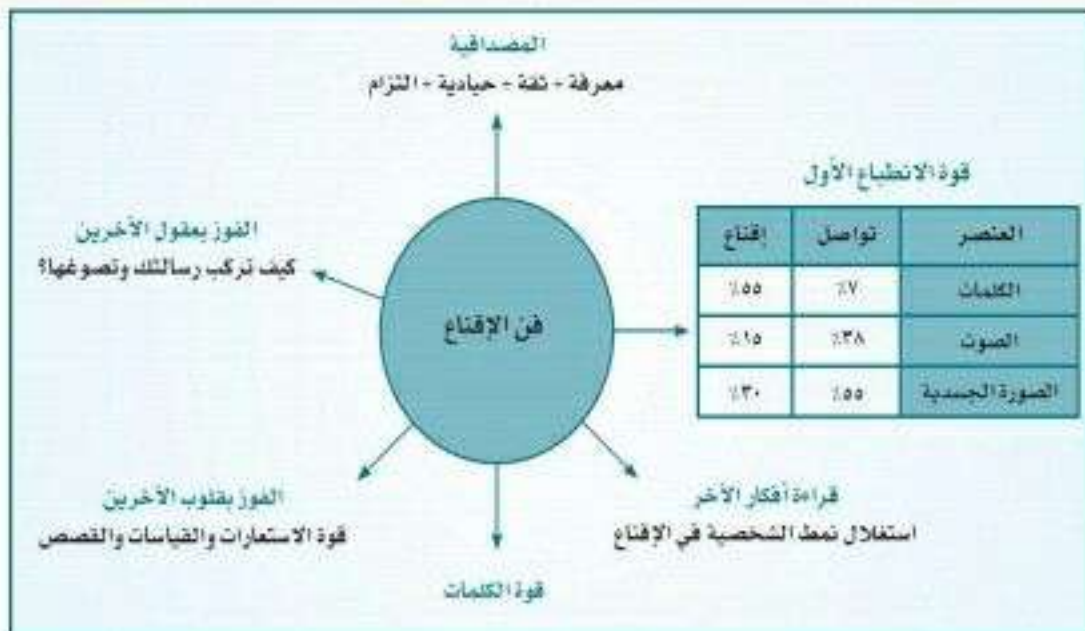 المصداقية
معرفة - ثقة - حيادية - التزام
قوة الانطباع الأول
العنصر تواصل إقناع
الكلمات ٧٪ ٥٥٪
الصوت ٣٨٪ ١٥٪
الصورة الجسدية ٥٥٪ ٣٠٪
الفوز بعقول الآخرين
كيف تركب رسالتك وتصوغها؟
فن الإقناع
قراءة أفكار الآخر
استغلال نمط الشخصية في الإقناع
الفوز بقلوب الآخرين
قوة الاستعارات والقياسات والقصص
قوة الكلمات